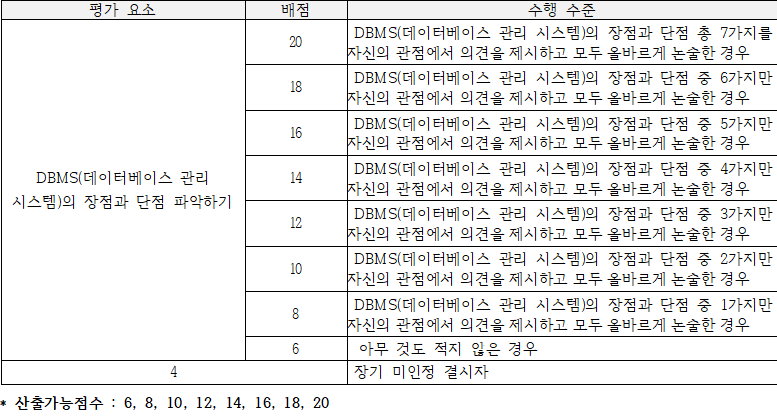 평가 요소 배점 수행 수준
20 DBMS(데이터베이스 관리 시스템)의 장점과 단점 총 7가지를
자신의 관점에서 의견을 제시하고 모두 올바르게 논술한 경우
18 DBMS(데이터베이스 관리 시스템)의 장점과 단점 중 6가지만
자신의 관점에서 의견을 제시하고 모두 올바르게 논술한 경우
16 DBMS(데이터베이스 관리 시스템)의 장점과 단점 중 5가지만
자신의 관점에서 의견을 제시하고 모두 올바르게 논술한 경우
DBMS(데이터베이스 관리
시스템)의 장점과 단점 파악하기
14 DBMS(데이터베이스 관리 시스템)의 장점과 단점 중 4가지만
자신의 관점에서 의견을 제시하고 모두 올바르게 논술한 경우
12 DBMS(데이터베이스 관리 시스템)의 장점과 단점 중 3가지만
자신의 관점에서 의견을 제시하고 모두 올바르게 논술한 경우
10 DBMS(데이터베이스 관리 시스템)의 장점과 단점 중 2가지만
자신의 관점에서 의견을 제시하고 모두 올바르게 논술한 경우
8 DBMS(데이터베이스 관리 시스템)의 장점과 단점 중 1가지만
자신의 관점에서 의견을 제시하고 모두 올바르게 논술한 경우
6 아무 것도 적지 않은 경우
4 장기 미인정 결시자
* 산출가능점수 : 6, 8, 10, 12, 14, 16, 18, 20